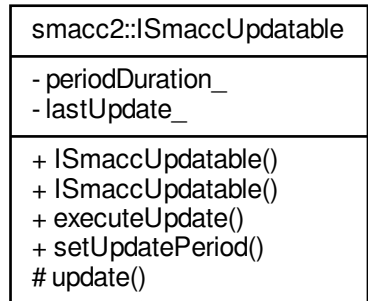 smacc2::ISmaccUpdatable
- periodDuration_
- lastUpdate_
+ ISmaccUpdatable()
+ ISmaccUpdatable()
+ executeUpdate()
+ setUpdatePeriod()
# update()